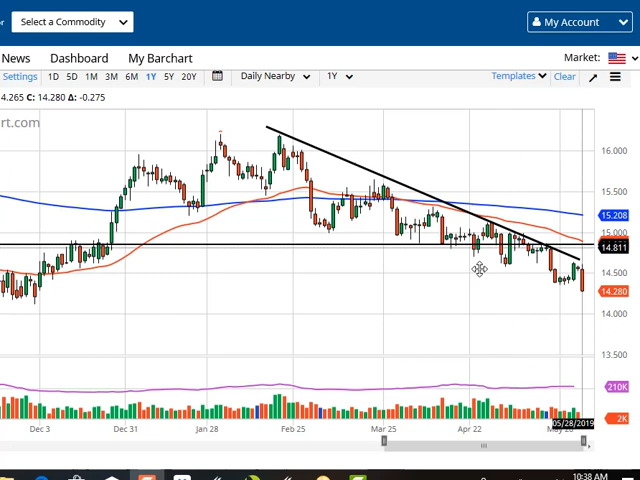 or
Select a Commodity
My Account
News Dashboard My Barchart Market:
Settings 1D 5D 1M 3M 6M 1Y 5Y 20Y Daily Nearby 1Y Templates Clear
4.265 C: 14.280 Δ: -0.275
art.com
16.000
15.500
15.208
15.000
14.811
14.500
14.280
14.000
13.500
210K
2K
Dec 3 Dec 31 Jan 28 Feb 25 Mar 25 Apr 22 05/28/2019
10:38 AM